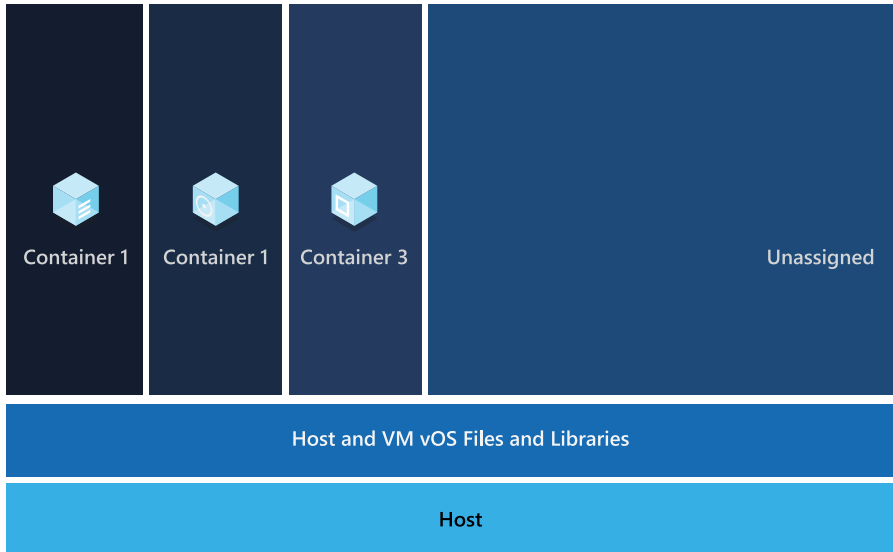 Container 1
Container 1
Container 3
Unassigned
Host and VM vOS Files and Libraries
Host